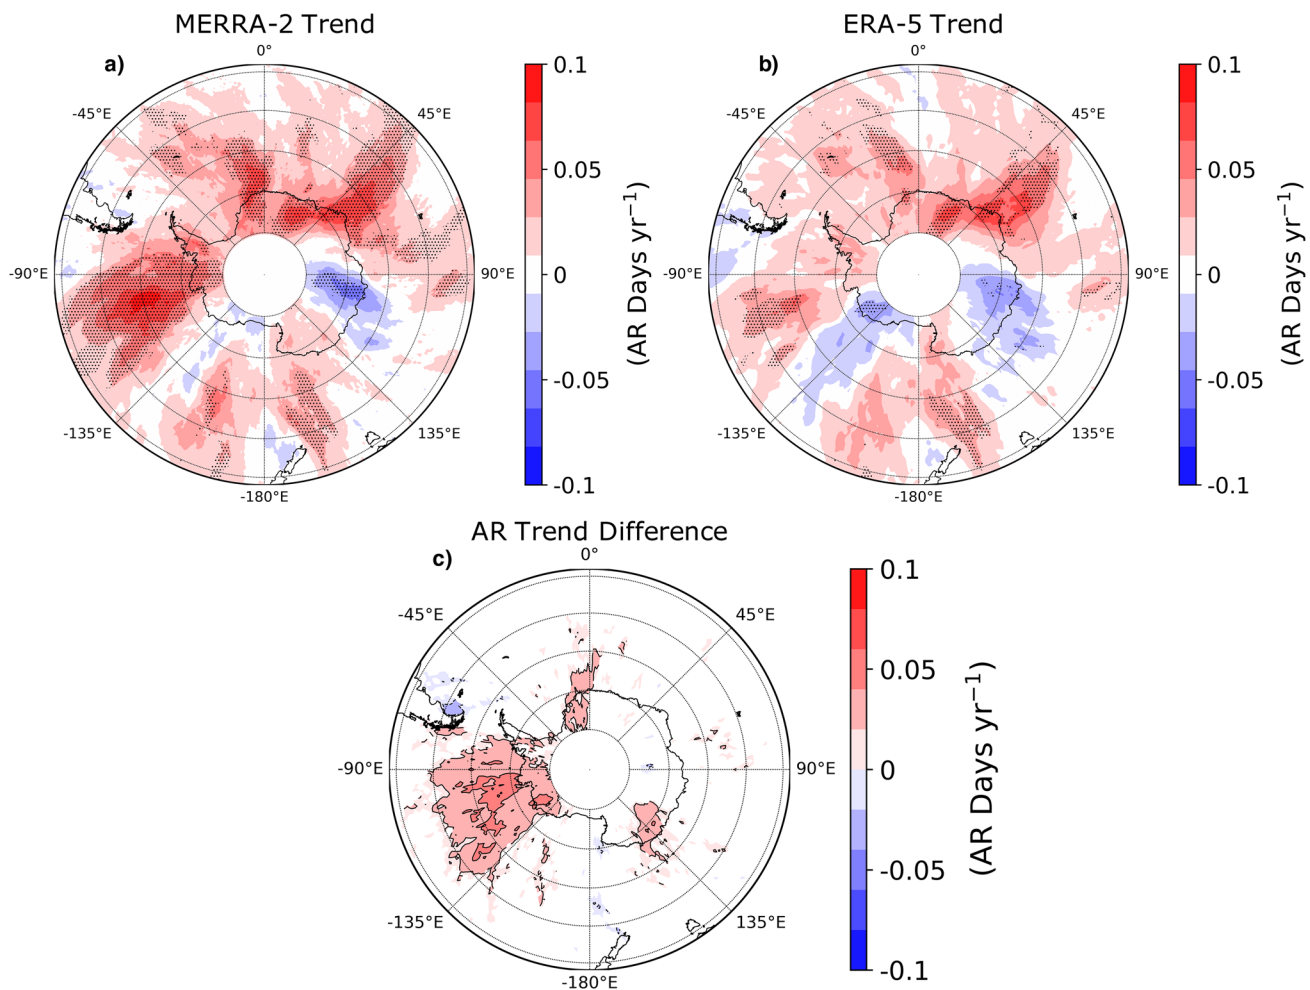 MERRA-2 Trend
a)
0°
-45°E
45°E
-90°E
90°E
-135°E
135°E
-180°E
0.1
0.05
0
-0.05
-0.1
(AR Days yr⁻¹)
ERA-5 Trend
b)
0°
-45°E
45°E
-90°E
90°E
-135°E
135°E
-180°E
0.1
0.05
0
-0.05
-0.1
(AR Days yr⁻¹)
AR Trend Difference
c)
0°
-45°E
45°E
-90°E
90°E
-135°E
135°E
-180°E
0.1
0.05
0
-0.05
-0.1
(AR Days yr⁻¹)